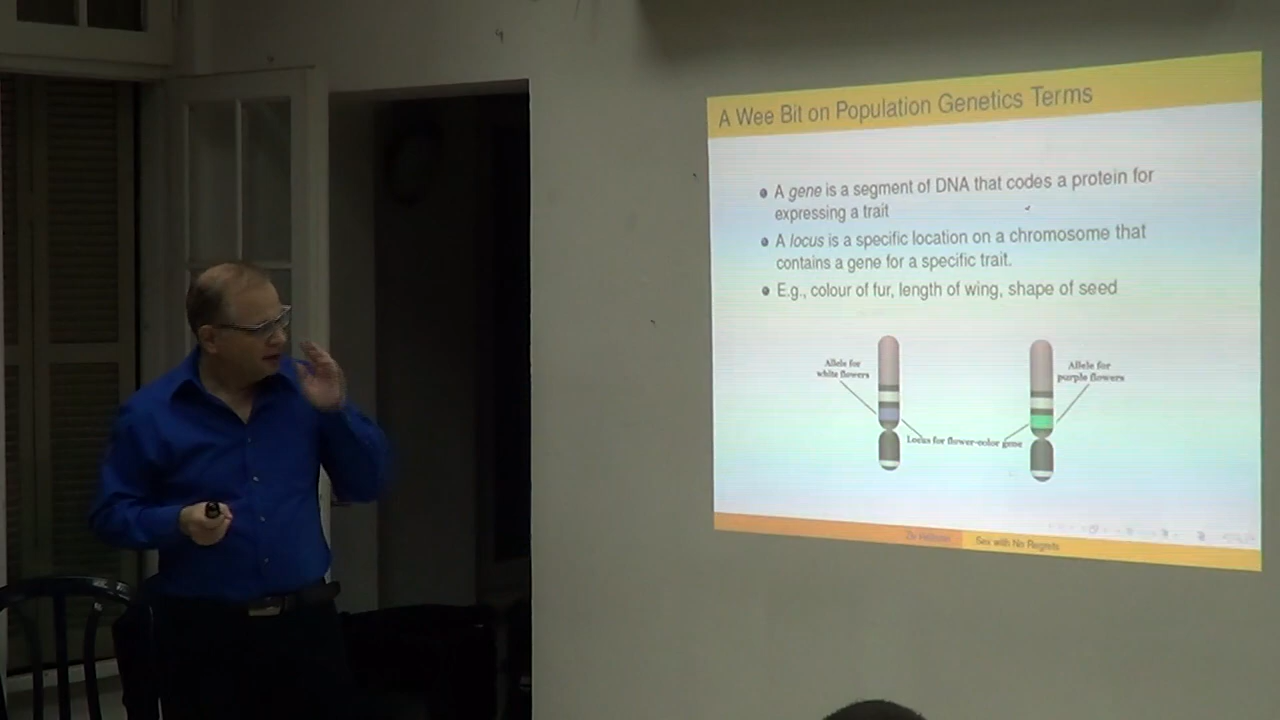 A Wee Bit on Population Genetics Terms
A gene is a segment of DNA that codes a protein for
expressing a trait
A locus is a specific location on a chromosome that
contains a gene for a specific trait.
E.g., colour of fur, length of wing, shape of seed
Allele for
white flowers
Allele for
purple flowers
Locus for flower-color gene
Sex with No Regrets